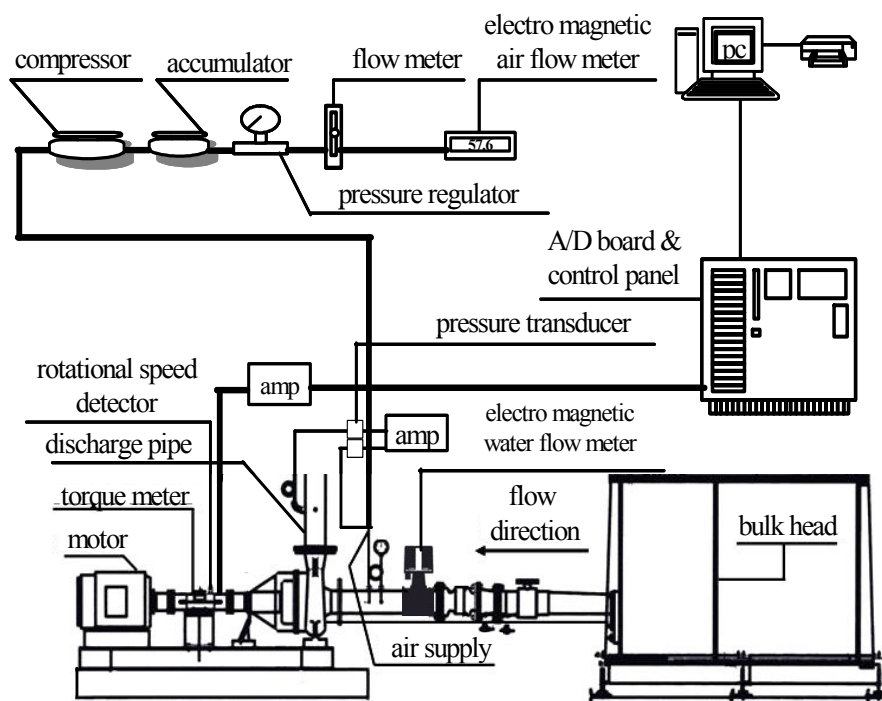 compressor
accumulator
flow meter
electro magnetic
air flow meter
pc
57.6
pressure regulator
A/D board &
control panel
pressure transducer
rotational speed
detector
amp
electro magnetic
water flow meter
amp
discharge pipe
torque meter
flow
direction
bulk head
motor
air supply